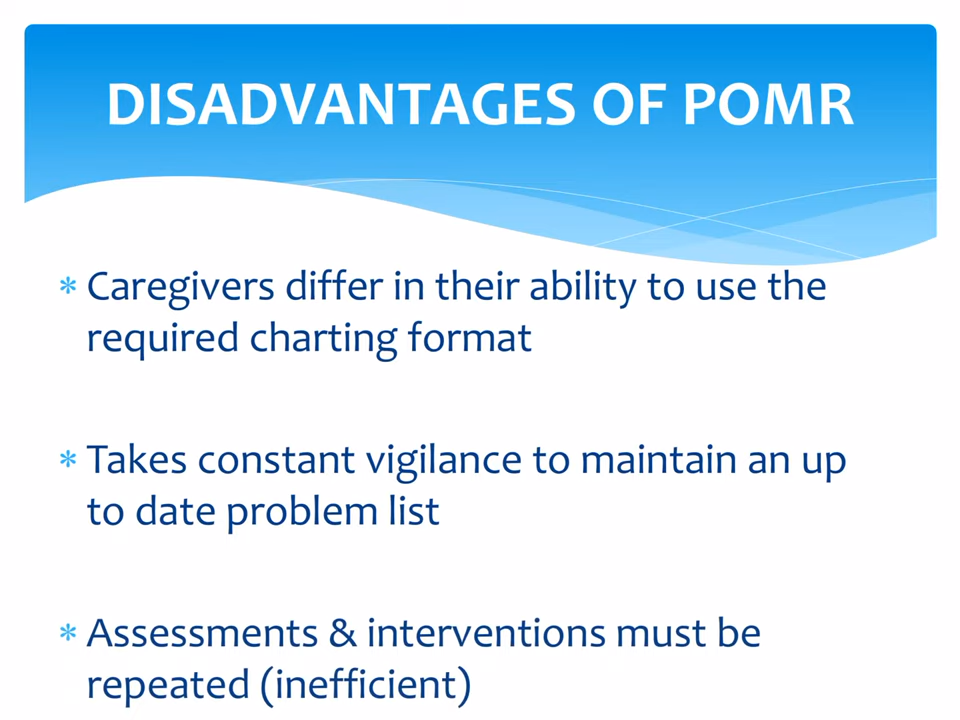 DISADVANTAGES OF POMR
* Caregivers differ in their ability to use the
required charting format
* Takes constant vigilance to maintain an up
to date problem list
* Assessments & interventions must be
repeated (inefficient)